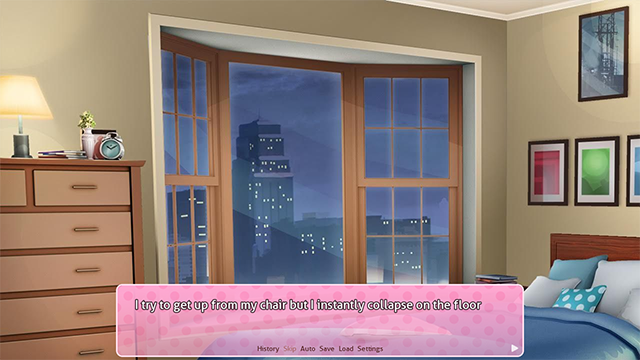 I try to get up from my chair but I instantly collapse on the floor
History Skip Auto Save Load Settings